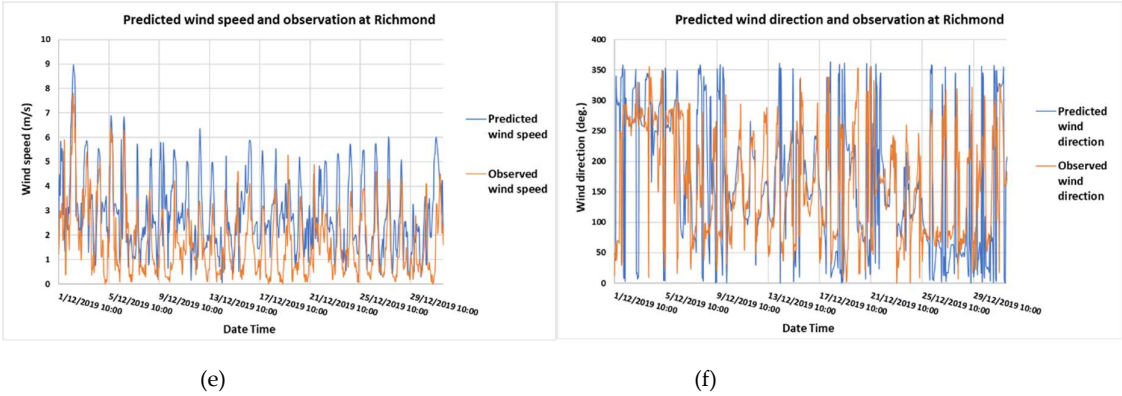 Predicted wind speed and observation at Richmond
10
9
8
7
6
5
4
3
2
1
0
Wind speed (m/s)
1/12/2019 10:00
5/12/2019 10:00
9/12/2019 10:00
13/12/2019 10:00
17/12/2019 10:00
21/12/2019 10:00
25/12/2019 10:00
29/12/2019 10:00
Date Time
Predicted
wind speed
Observed
wind speed
Predicted wind direction and observation at Richmond
400
350
300
250
200
150
100
50
0
Wind direction (deg.)
1/12/2019 10:00
5/12/2019 10:00
9/12/2019 10:00
13/12/2019 10:00
17/12/2019 10:00
21/12/2019 10:00
25/12/2019 10:00
29/12/2019 10:00
Date Time
Predicted
wind
direction
Observed
wind
direction
(e)
(f)